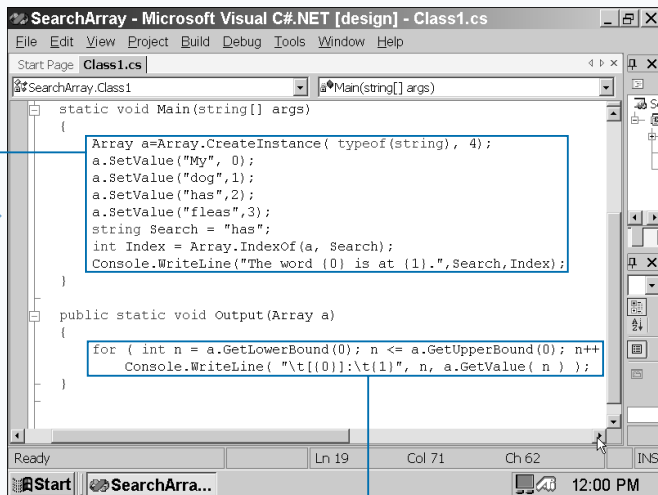 SearchArray - Microsoft Visual C#.NET [design] - Class1.cs
File Edit View Project Build Debug Tools Window Help
Start Page Class1.cs
SearchArray.Class1 Main(string[] args)
static void Main(string[] args)
{
Array a=Array.CreateInstance( typeof(string), 4);
a.SetValue("My", 0);
a.SetValue("dog",1);
a.SetValue("has",2);
a.SetValue("fleas",3);
string Search = "has";
int Index = Array.IndexOf(a, Search);
Console.WriteLine("The word {0} is at {1}.",Search,Index);
}
public static void Output(Array a)
{
for ( int n = a.GetLowerBound(0); n <= a.GetUpperBound(0); n++
Console.WriteLine( "\t[{0}]:\t{1}", n, a.GetValue( n ) );
}
Ready Ln 19 Col 71 Ch 62 INS
Start SearchArra... 12:00 PM